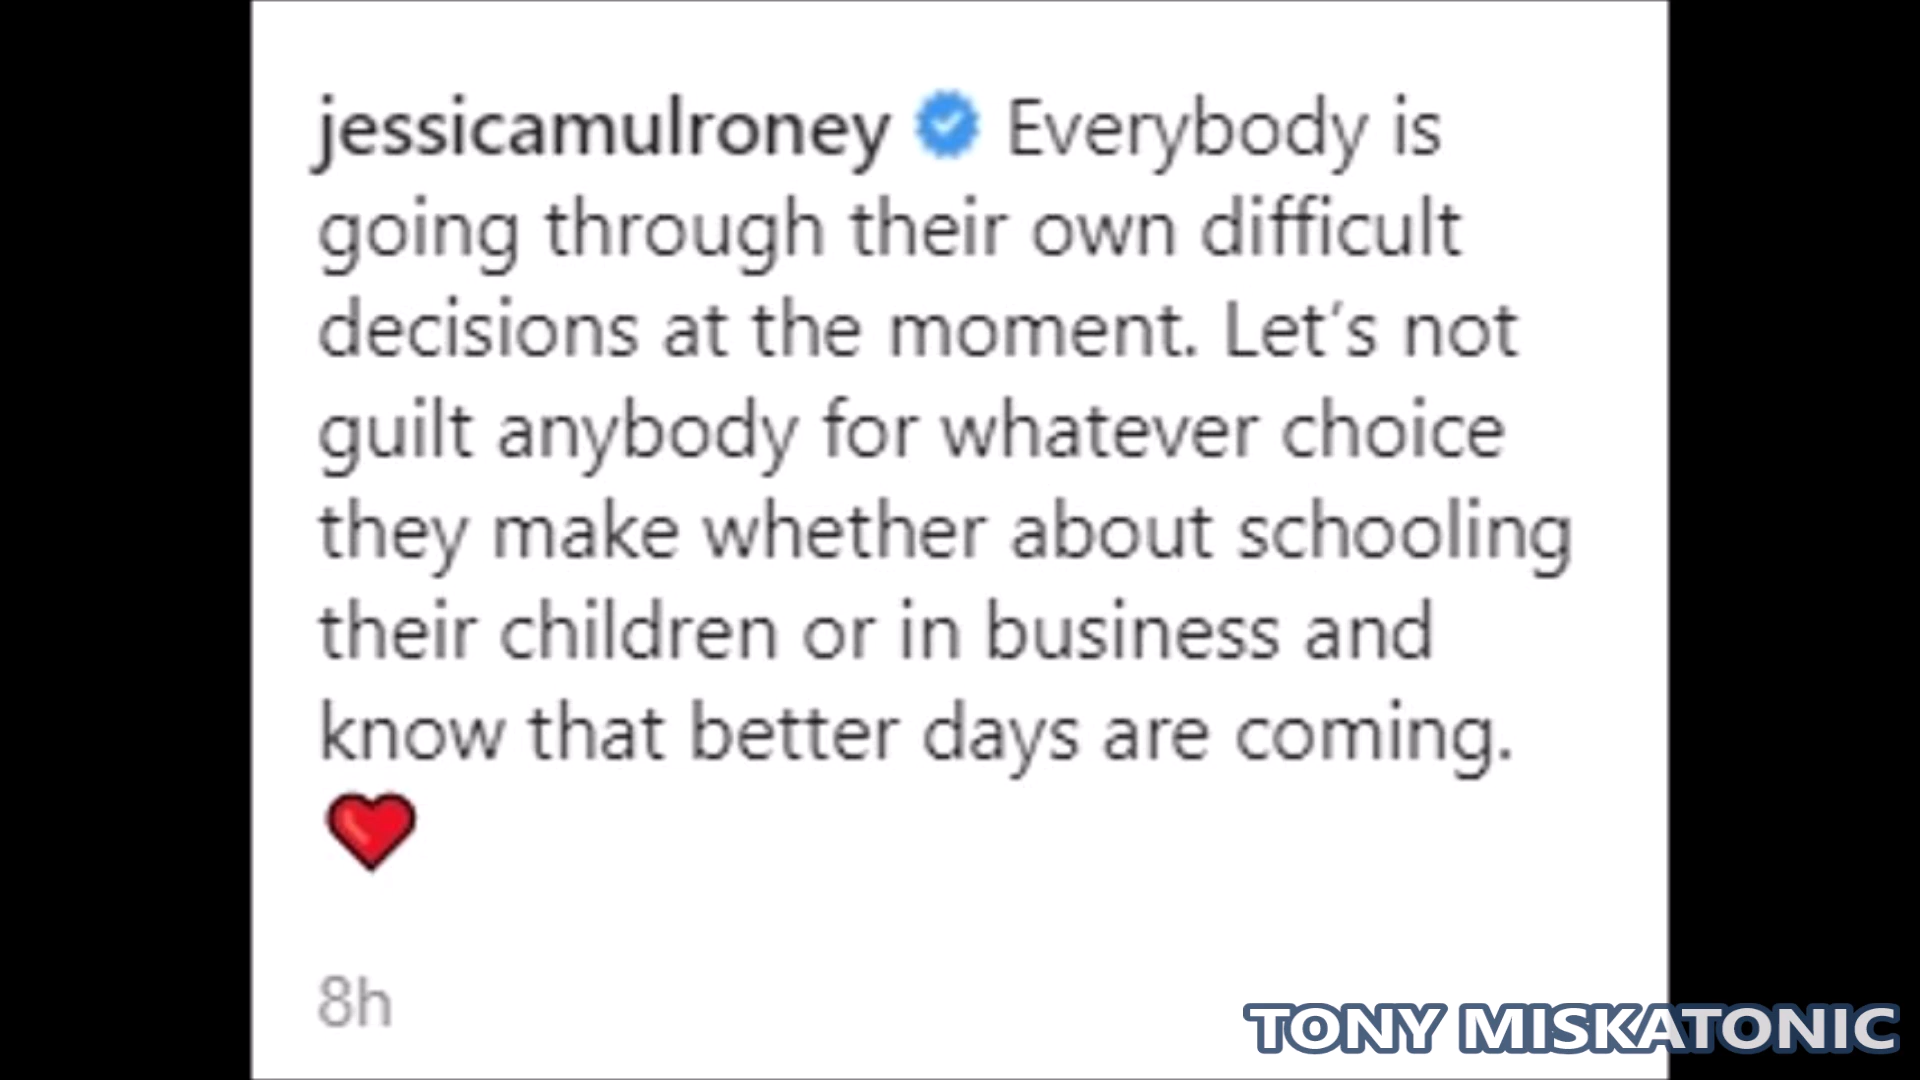 jessicamulroney Everybody is
going through their own difficult
decisions at the moment. Let’s not
guilt anybody for whatever choice
they make whether about schooling
their children or in business and
know that better days are coming.
❤️
8h
TONY MISKATONIC